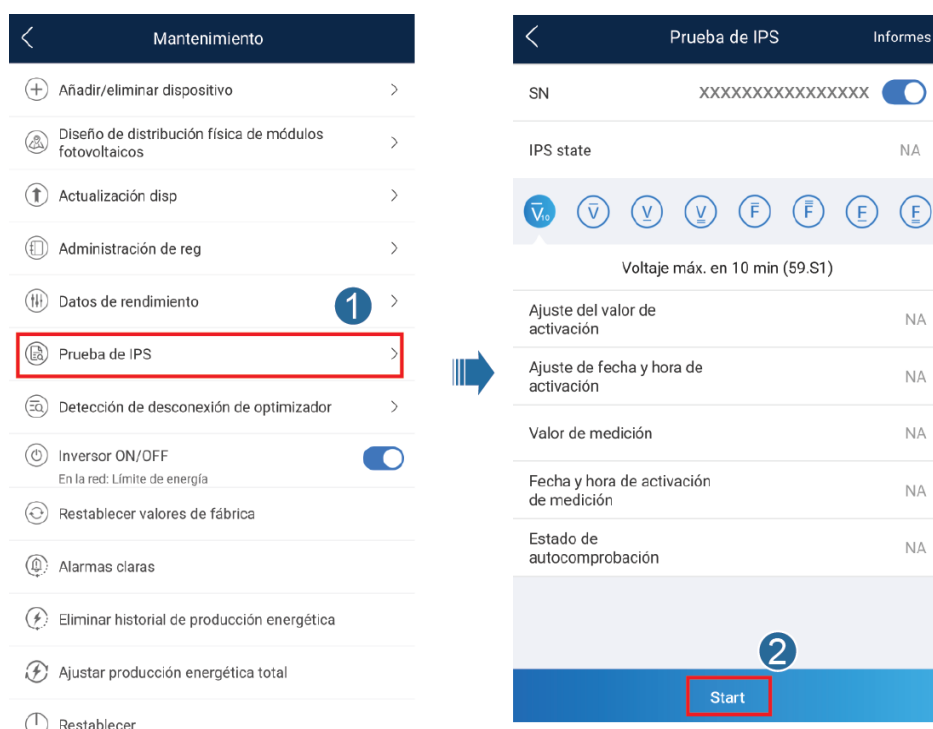 Mantenimiento
Añadir/eliminar dispositivo
Diseño de distribución física de módulos
fotovoltaicos
Actualización disp
Administración de reg
Datos de rendimiento
1
Prueba de IPS
Detección de desconexión de optimizador
Inversor ON/OFF
En la red: Límite de energía
Restablecer valores de fábrica
Alarmas claras
Eliminar historial de producción energética
Ajustar producción energética total
Restablecer
Prueba de IPS
Informes
SN
XXXXXXXXXXXXXXXX
IPS state
NA
V10 V V V F F F F
Voltaje máx. en 10 min (59.S1)
Ajuste del valor de
activación
NA
Ajuste de fecha y hora de
activación
NA
Valor de medición
NA
Fecha y hora de activación
de medición
NA
Estado de
autocomprobación
NA
2
Start